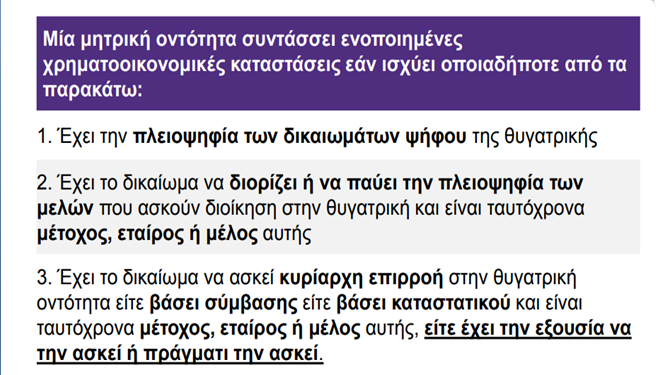 Μία μητρική οντότητα συντάσσει ενοποιημένες
χρηματοοικονομικές καταστάσεις εάν ισχύει οποιαδήποτε από τα
παρακάτω:
1. Έχει την πλειοψηφία των δικαιωμάτων ψήφου της θυγατρικής
2. Έχει το δικαίωμα να διορίζει ή να παύει την πλειοψηφία των
μελών που ασκούν διοίκηση στην θυγατρική και είναι ταυτόχρονα
μέτοχος, εταίρος ή μέλος αυτής
3. Έχει το δικαίωμα να ασκεί κυρίαρχη επιρροή στην θυγατρική
οντότητα είτε βάσει σύμβασης είτε βάσει καταστατικού και είναι
ταυτόχρονα μέτοχος, εταίρος ή μέλος αυτής, είτε έχει την εξουσία να
την ασκεί ή πράγματι την ασκεί.